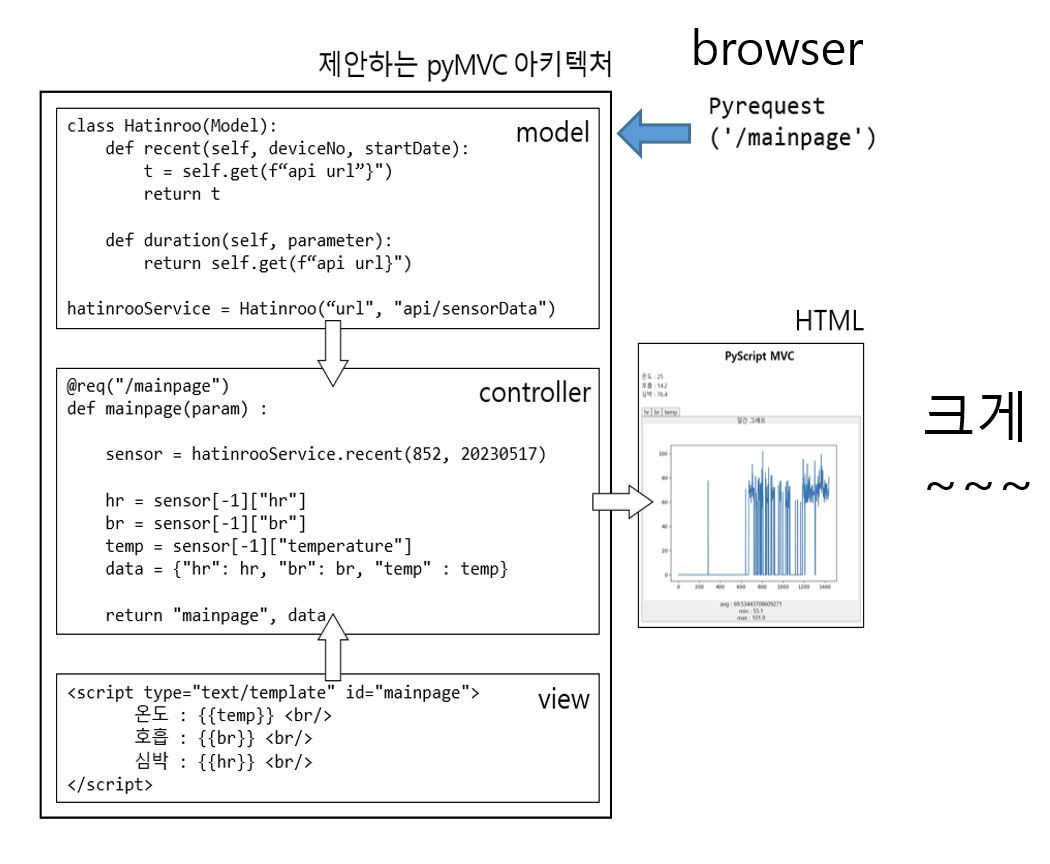 제안하는 pyMVC 아키텍처
browser
Pyrequest
('/mainpage')
model
class Hatinroo(Model):
    def recent(self, deviceNo, startDate):
        t = self.get(f“api url”}")
        return t
    def duration(self, parameter):
        return self.get(f“api url}")
hatinrooService = Hatinroo(“url", "api/sensorData")
controller
@req("/mainpage")
def mainpage(param) :
    sensor = hatinrooService.recent(852, 20230517)
    hr = sensor[-1]["hr"]
    br = sensor[-1]["br"]
    temp = sensor[-1]["temperature"]
    data = {"hr": hr, "br": br, "temp" : temp}
    return "mainpage", data
view
<script type="text/template" id="mainpage">
온도 : {{temp}} <br/>
호흡 : {{br}} <br/>
심박 : {{hr}} <br/>
</script>
HTML
PyScript MVC
온도 : 25
호흡 : 14.2
심박 : 76.4
hr br temp
일간 그래프
100
80
60
40
20
0
0 200 400 600 800 1000 1200 1400
avg : 69.53443708609271
min : 55.1
max : 101.9
크게
~~~